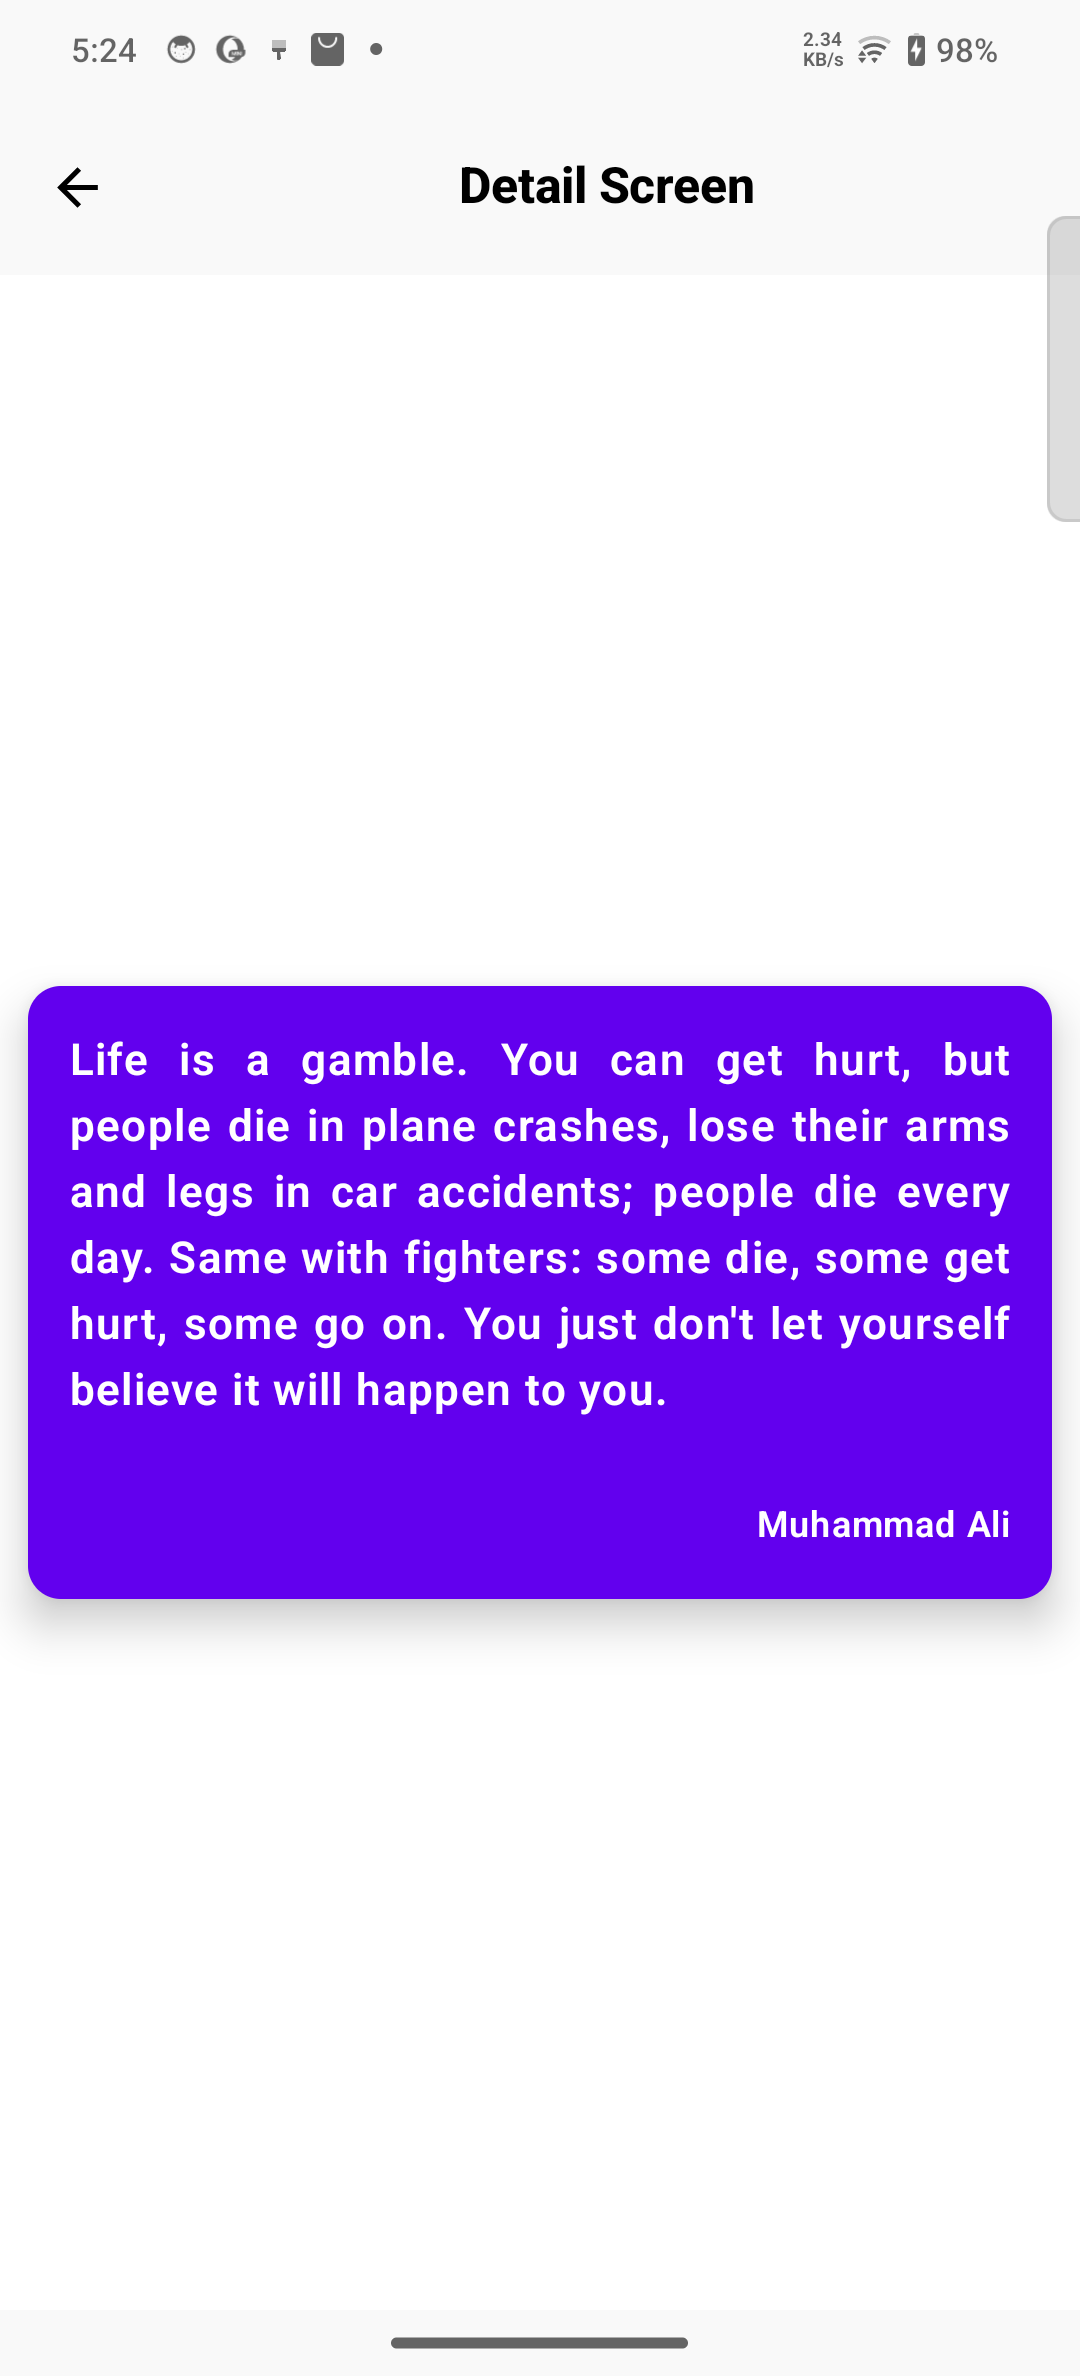 5:24
2.34
KB/s
98%
Detail Screen
Life is a gamble. You can get hurt, but
people die in plane crashes, lose their arms
and legs in car accidents; people die every
day. Same with fighters: some die, some get
hurt, some go on. You just don't let yourself
believe it will happen to you.
Muhammad Ali